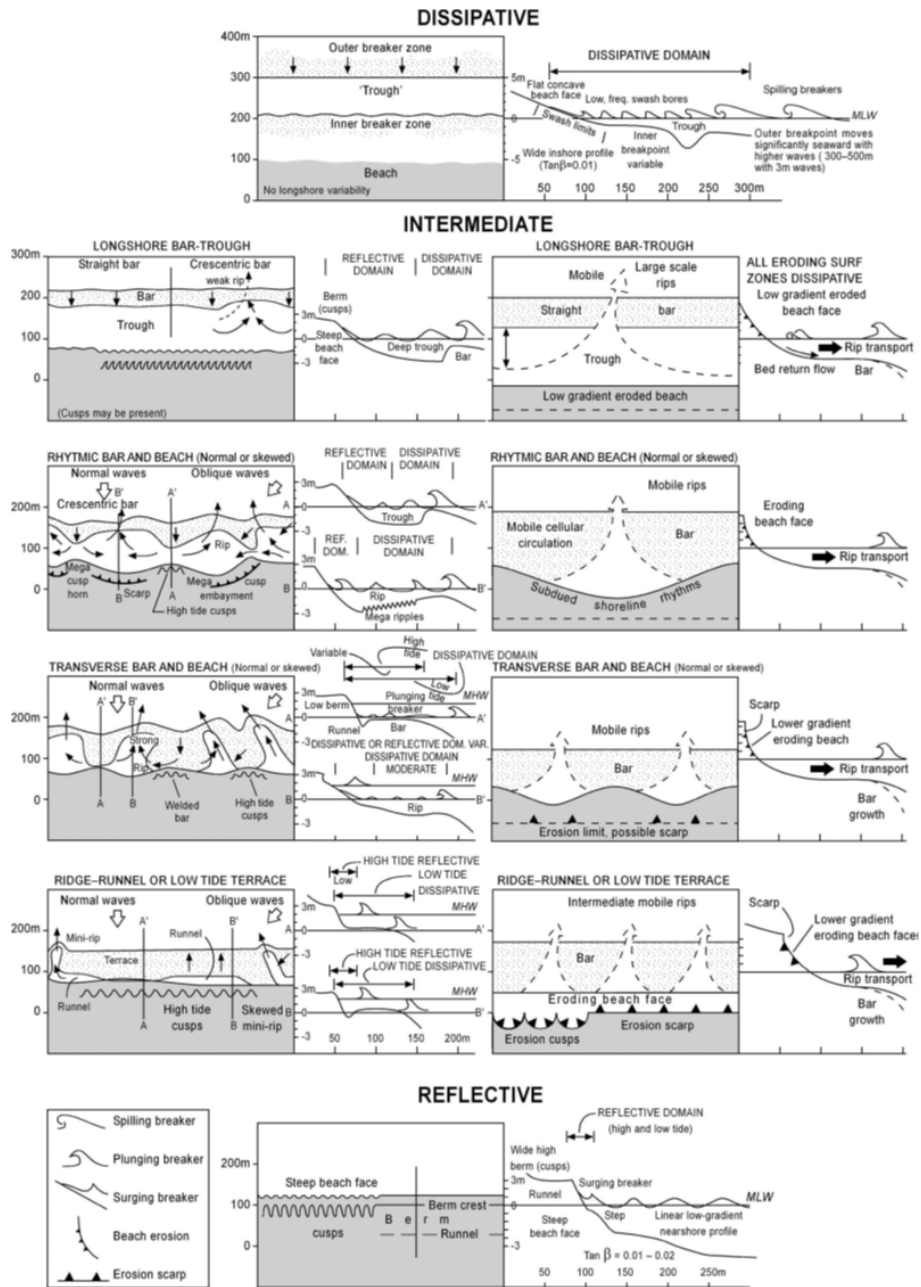 DISSIPATIVE
400m
300
200
100
0
Outer breaker zone
'Trough'
Inner breaker zone
Beach
No longshore variability
DISSIPATIVE DOMAIN
Flat concave
beach face
5m
Low, freq. swash bores
Spilling breakers
MLW
0
Swash limits
Trough
Wide inshore profile
(Tanβ=0.01)
Inner
breakpoint
variable
Outer breakpoint moves
significantly seaward with
higher waves ( 300–500m
with 3m waves)
-5
50 100 150 200 250 300m
INTERMEDIATE
LONGSHORE BAR-TROUGH
300m
200
100
0
Straight bar
Crescentric bar
weak rip
Bar
Trough
(Cusps may be present)
REFLECTIVE
DOMAIN
DISSIPATIVE
DOMAIN
Berm
(cusps)
3m
0
-3
Steep
beach
face
Deep trough
Bar
LONGSHORE BAR-TROUGH
Mobile
Large scale
rips
Straight
bar
Trough
Low gradient eroded beach
ALL ERODING SURF
ZONES DISSIPATIVE
Low gradient eroded
beach face
Rip transport
Bed return flow
Bar
RHYTMIC BAR AND BEACH (Normal or skewed)
200m
100
0
Normal waves
Oblique waves
Crescentric bar
B'
A'
Rip
Mega
cusp
horn
Scarp
B
A
Mega
cusp
embayment
High tide cusps
REFLECTIVE
DOMAIN
DISSIPATIVE
DOMAIN
A
3m
0
A'
Trough
REF.
DOM.
DISSIPATIVE
DOMAIN
B
0
-3
B'
Rip
Mega ripples
RHYTMIC BAR AND BEACH (Normal or skewed)
Mobile rips
Mobile cellular
circulation
Bar
Subdued shoreline rhythms
Eroding
beach face
Rip transport
TRANSVERSE BAR AND BEACH (Normal or skewed)
200m
100
0
Normal waves
Oblique waves
A'
B'
Strong
Rip
A
B
Welded
bar
High tide
cusps
Variable
High
tide
DISSIPATIVE DOMAIN
Low
tide
3m
Low berm
Plunging
breaker
MHW
A
0
A'
Runnel
Bar
DISSIPATIVE OR REFLECTIVE DOM. VAR.
DISSIPATIVE DOMAIN
MODERATE
3m
MHW
B
0
B'
-3
Rip
TRANSVERSE BAR AND BEACH (Normal or skewed)
Mobile rips
Bar
Erosion limit, possible scarp
Scarp
Lower gradient
eroding beach
Rip transport
Bar
growth
RIDGE–RUNNEL OR LOW TIDE TERRACE
200m
100
0
Normal waves
Oblique waves
Mini-rip
A'
B'
Runnel
Terrace
Runnel
High tide
cusps
Skewed
mini-rip
A
B
HIGH TIDE REFLECTIVE
Low
LOW TIDE
DISSIPATIVE
3m
MHW
A
0
A'
HIGH TIDE REFLECTIVE
LOW TIDE DISSIPATIVE
3m
MHW
B
0
B'
-3
50 100 150 200m
RIDGE–RUNNEL OR LOW TIDE TERRACE
Intermediate mobile rips
Bar
Eroding beach face
Erosion cusps
Erosion scarp
Scarp
Lower gradient
eroding beach faces
Rip transport
Bar
growth
REFLECTIVE
Spilling breaker
Plunging breaker
Surging breaker
Beach erosion
Erosion scarp
200m
100
0
Steep beach face
Berm crest
cusps
Berm
Runnel
REFLECTIVE DOMAIN
(high and low tide)
Wide high
berm (cusps)
3m
Surging breaker
Runnel
MLW
0
Steep
beach face
Step
Linear low-gradient
nearshore profile
-3
Tan β = 0.01 – 0.02
50 100 150 200 250m